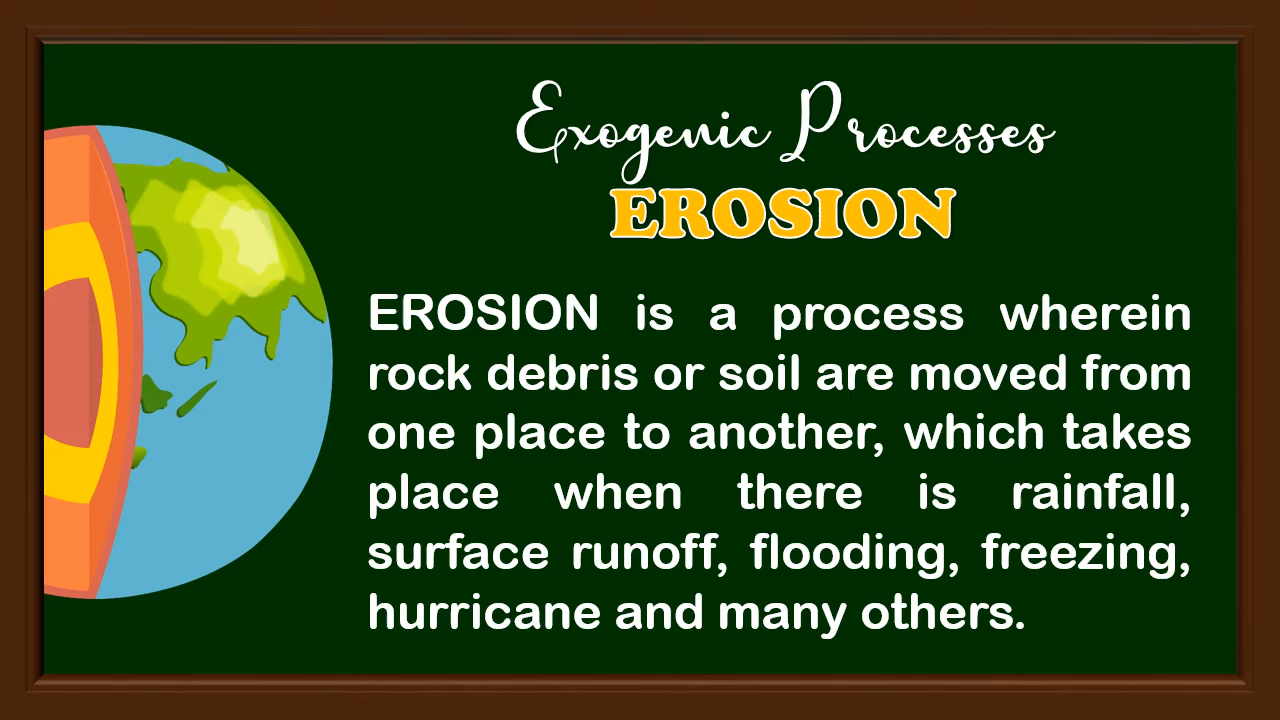 Exogenic Processes
EROSION
EROSION is a process wherein
rock debris or soil are moved from
one place to another, which takes
place when there is rainfall,
surface runoff, flooding, freezing,
hurricane and many others.